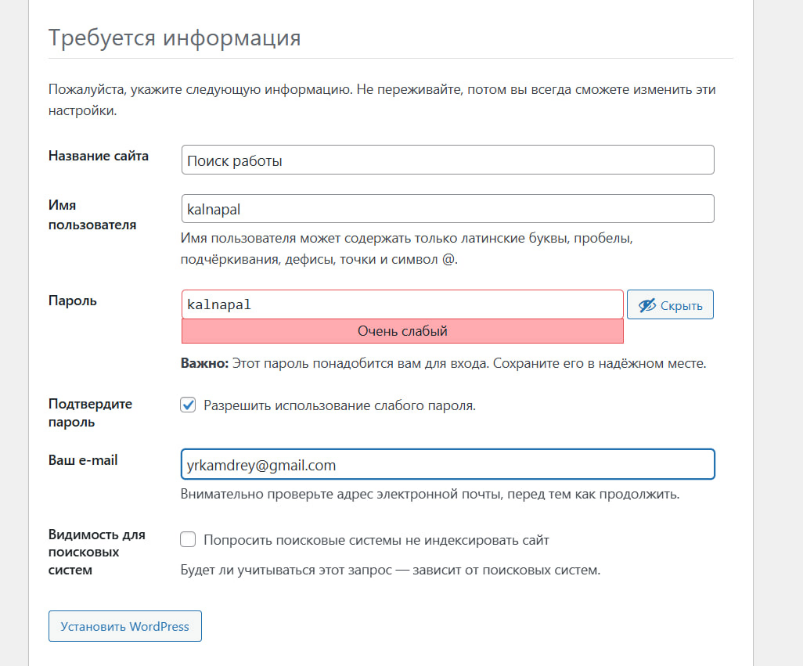 Требуется информация
Пожалуйста, укажите следующую информацию. Не переживайте, потом вы всегда сможете изменить эти
настройки.
Название сайта
Поиск работы
Имя
пользователя
kalnapal
Имя пользователя может содержать только латинские буквы, пробелы,
подчёркивания, дефисы, точки и символ @.
Пароль
kalnapal
Скрыть
Очень слабый
Важно: Этот пароль понадобится вам для входа. Сохраните его в надёжном месте.
Подтвердите
пароль
Разрешить использование слабого пароля.
Ваш e-mail
yrkamdrey@gmail.com
Внимательно проверьте адрес электронной почты, перед тем как продолжить.
Видимость для
поисковых
систем
Попросить поисковые системы не индексировать сайт
Будет ли учитываться этот запрос — зависит от поисковых систем.
Установить WordPress